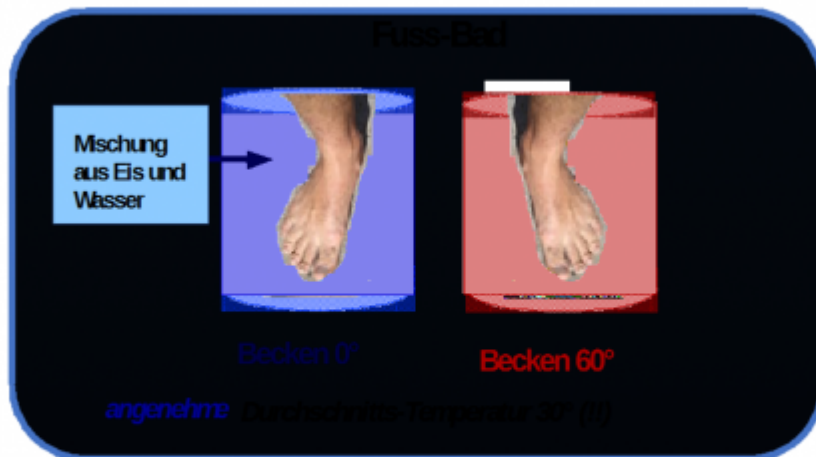 Fuss-Bad
Mischung
aus Eis und
Wasser
Becken 0°
Becken 60°
angenehme Durchschnitts-Temperatur 30° (!!)